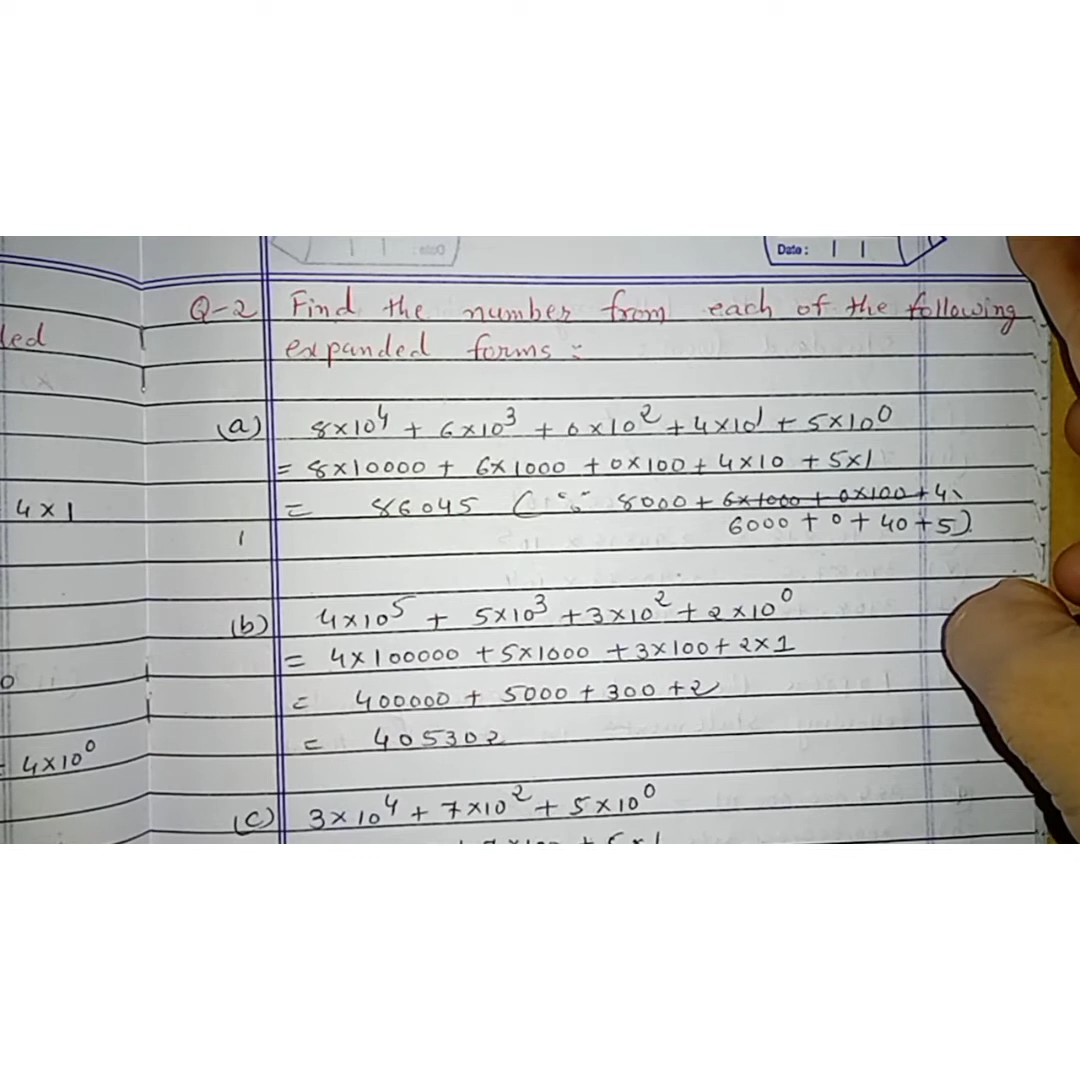 Date :
Q-2 Find the number from each of the following
expanded forms :
ded
(a) 8×10⁴ + 6×10³ + 0×10² + 4×10¹ + 5×10⁰
= 8×10000 + 6×1000 + 0×100 + 4×10 + 5×1
= 86045 (∵ 8000 + 6×1000 + 0×100 + 4
6000 + 0 + 40 + 5)
4×1
1
(b) 4×10⁵ + 5×10³ + 3×10² + 2×10⁰
= 4×100000 + 5×1000 + 3×100 + 2×1
= 400000 + 5000 + 300 + 2
= 405302
4×10⁰
(c) 3×10⁴ + 7×10² + 5×10⁰